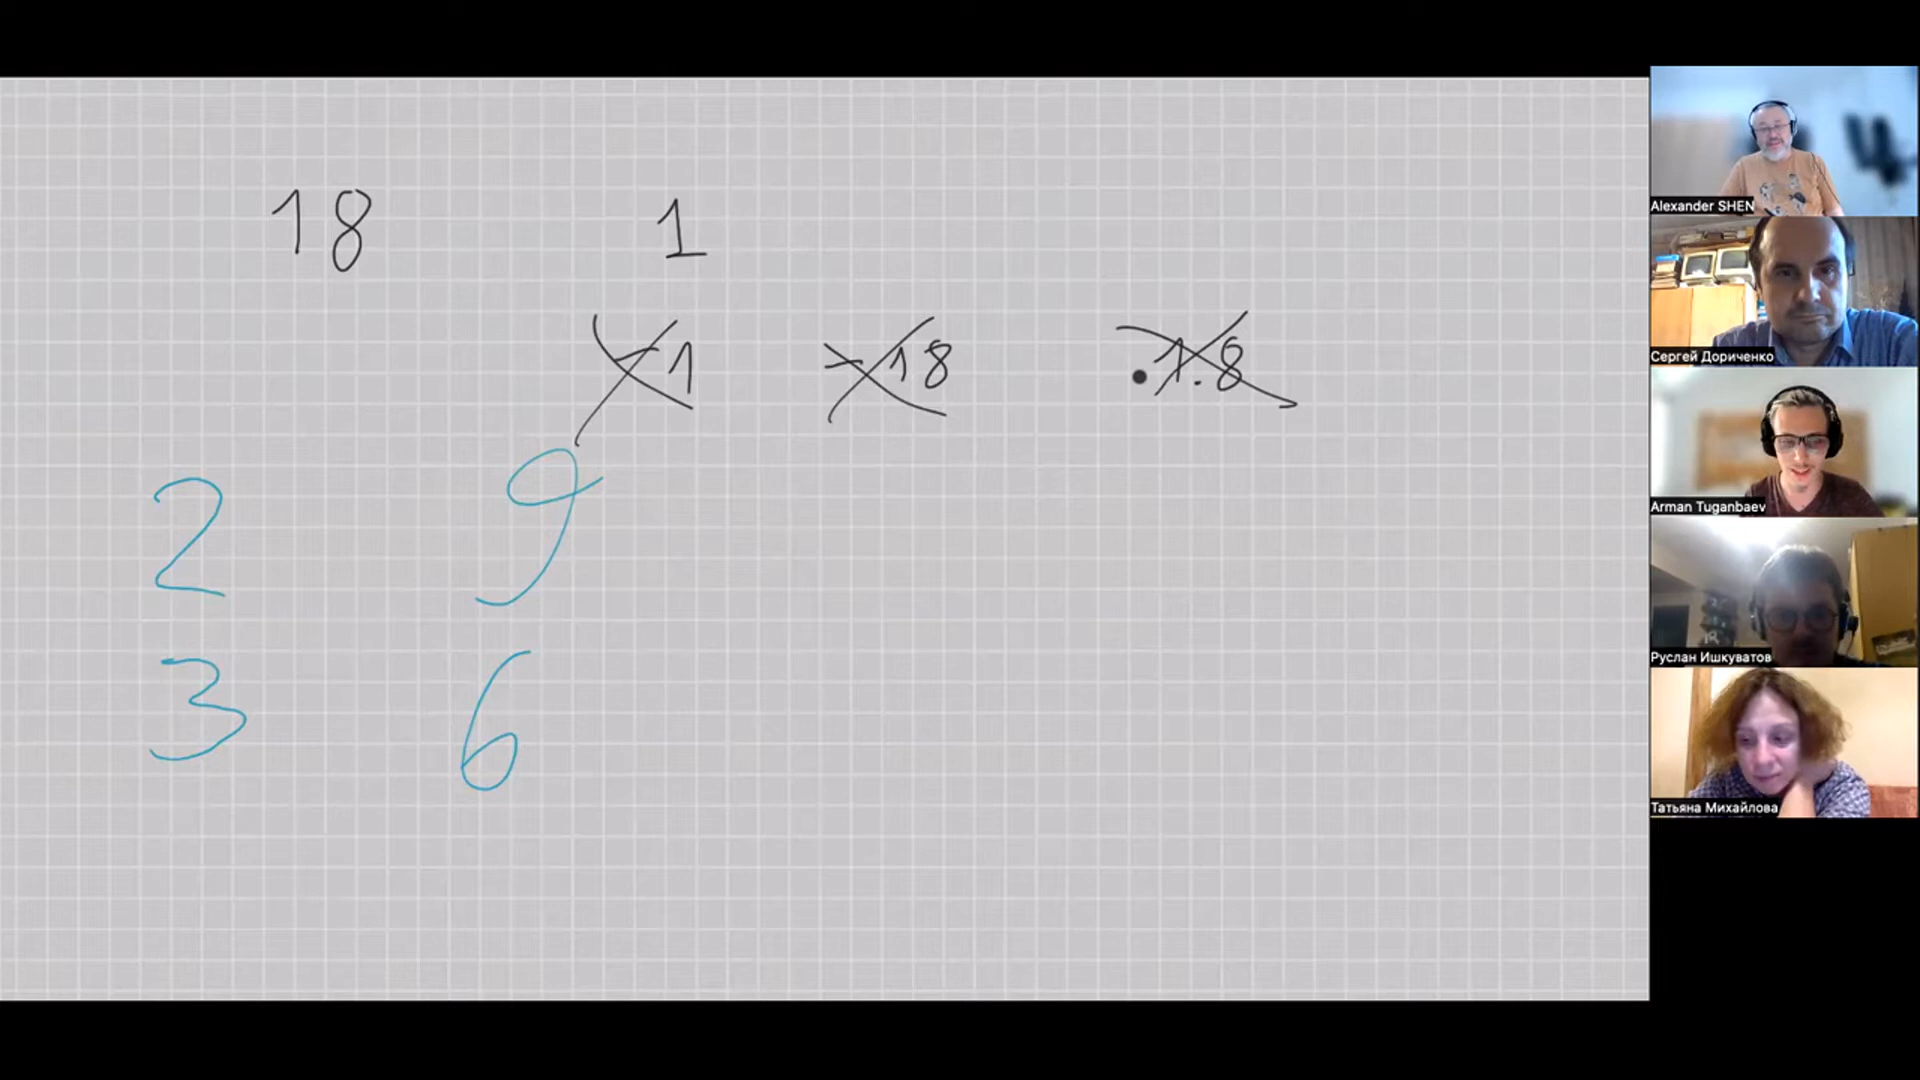 18 1
-1 -18 1.8
2 9
3 6
Alexander SHEN
Сергей Дориченко
Arman Tuganbaev
Руслан Ишкуватов
Татьяна Михайлова